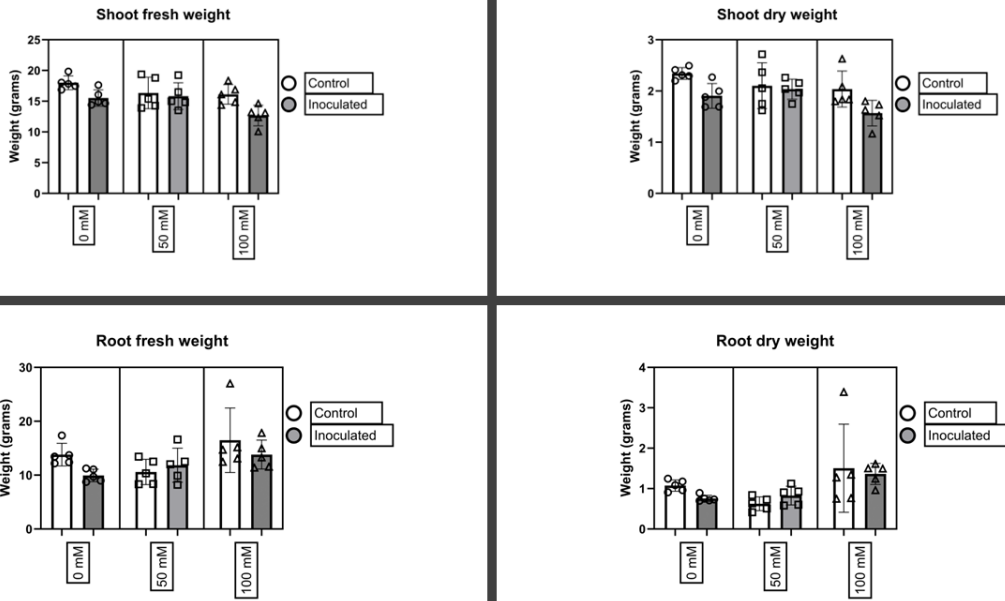 Shoot fresh weight
Weight (grams)
25
20
15
10
5
0
0 mM
50 mM
100 mM
Control
Inoculated
Shoot dry weight
Weight (grams)
3
2
1
0
0 mM
50 mM
100 mM
Control
Inoculated
Root fresh weight
Weight (grams)
30
20
10
0
0 mM
50 mM
100 mM
Control
Inoculated
Root dry weight
Weight (grams)
4
3
2
1
0
0 mM
50 mM
100 mM
Control
Inoculated